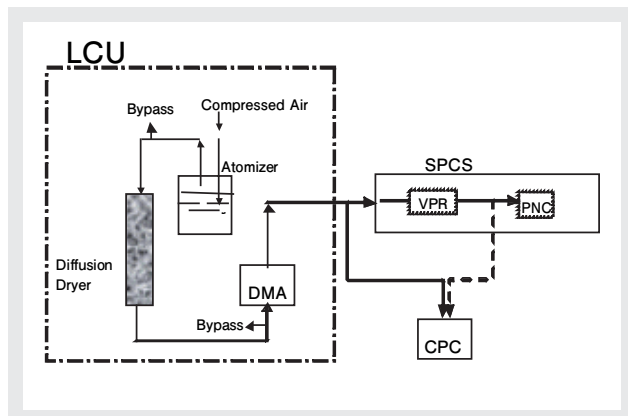 LCU
Bypass
Compressed Air
Atomizer
SPCS
VPR
PNC
Diffusion
Dryer
DMA
Bypass
CPC